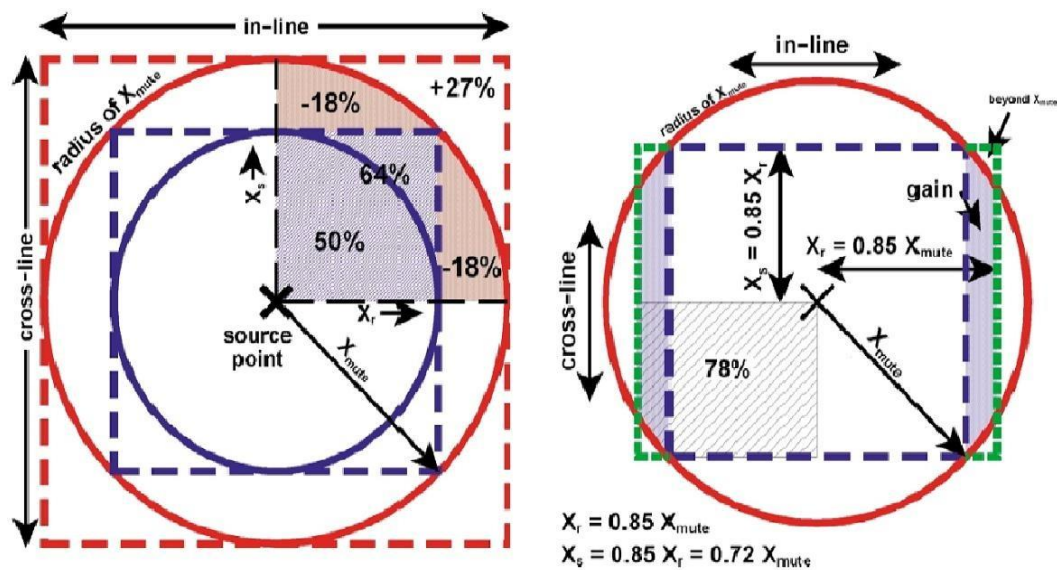 in-line
cross-line
radius of Xmute
-18%
+27%
Xs
64%
50%
-18%
Xr
source
point
Xmute
in-line
radius of Xmute
beyond Xmute
cross-line
Xs = 0.85 Xr
gain
Xr = 0.85 Xmute
Xmute
78%
Xr = 0.85 Xmute
Xs = 0.85 Xr = 0.72 Xmute